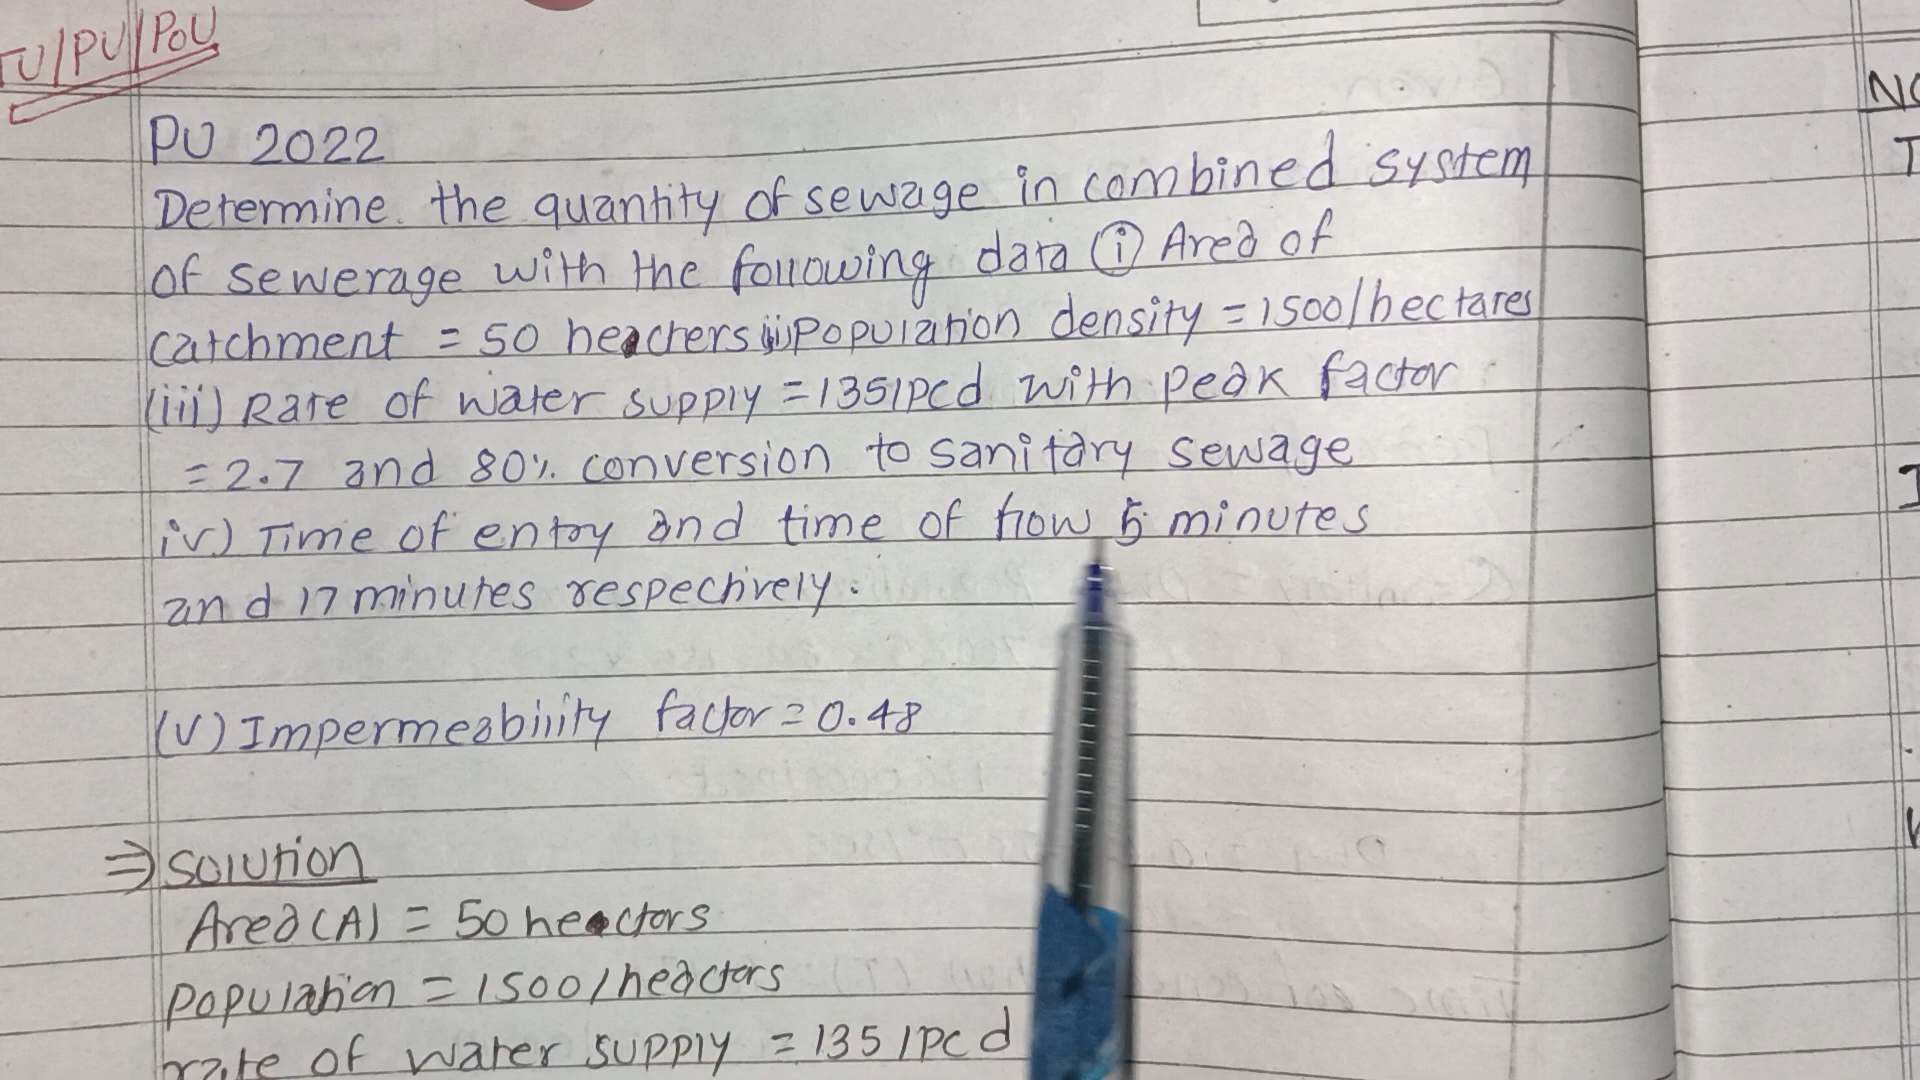 TU/PU/POU
PU 2022
Determine the quantity of sewage in combined system
of sewerage with the following data (i) Area of
catchment = 50 heacters (ii) population density = 1500/hectares
(iii) Rate of water supply = 135 lpcd with peak factor
= 2.7 and 80% conversion to sanitary sewage
iv) Time of entry and time of flow 5 minutes
and 17 minutes respectively.
(V) Impermeability factor = 0.48
⇒ Solution
Area (A) = 50 heactors
population = 1500/heactors
rate of water supply = 135 lpcd